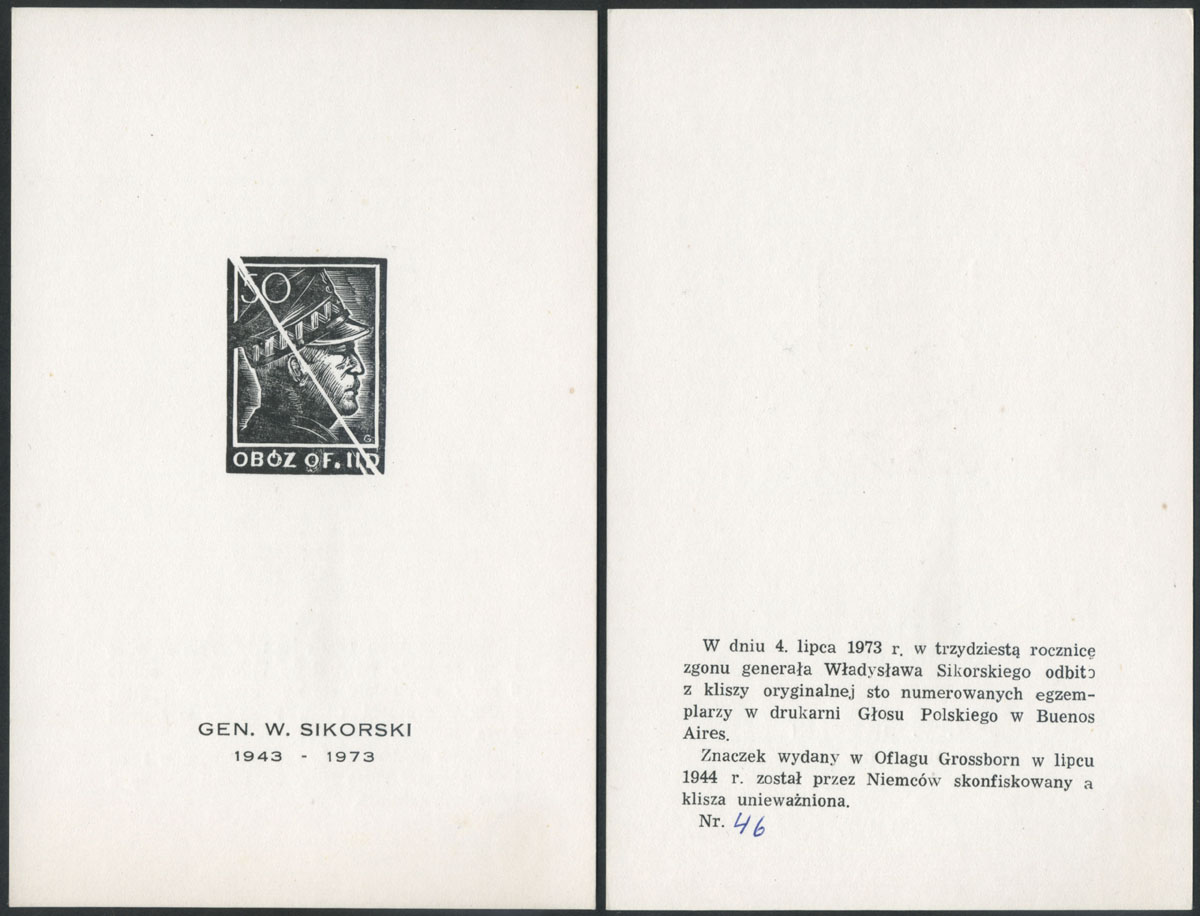 50
G
OBÓZ OF. IID
GEN. W. SIKORSKI
1943 - 1973
W dniu 4. lipca 1973 r. w trzydziestą rocznicę
zgonu generała Władysława Sikorskiego odbito
z kliszy oryginalnej sto numerowanych egzem-
plarzy w drukarni Głosu Polskiego w Buenos
Aires.
Znaczek wydany w Oflagu Grossborn w lipcu
1944 r. został przez Niemców skonfiskowany a
klisza unieważniona.
Nr. 46